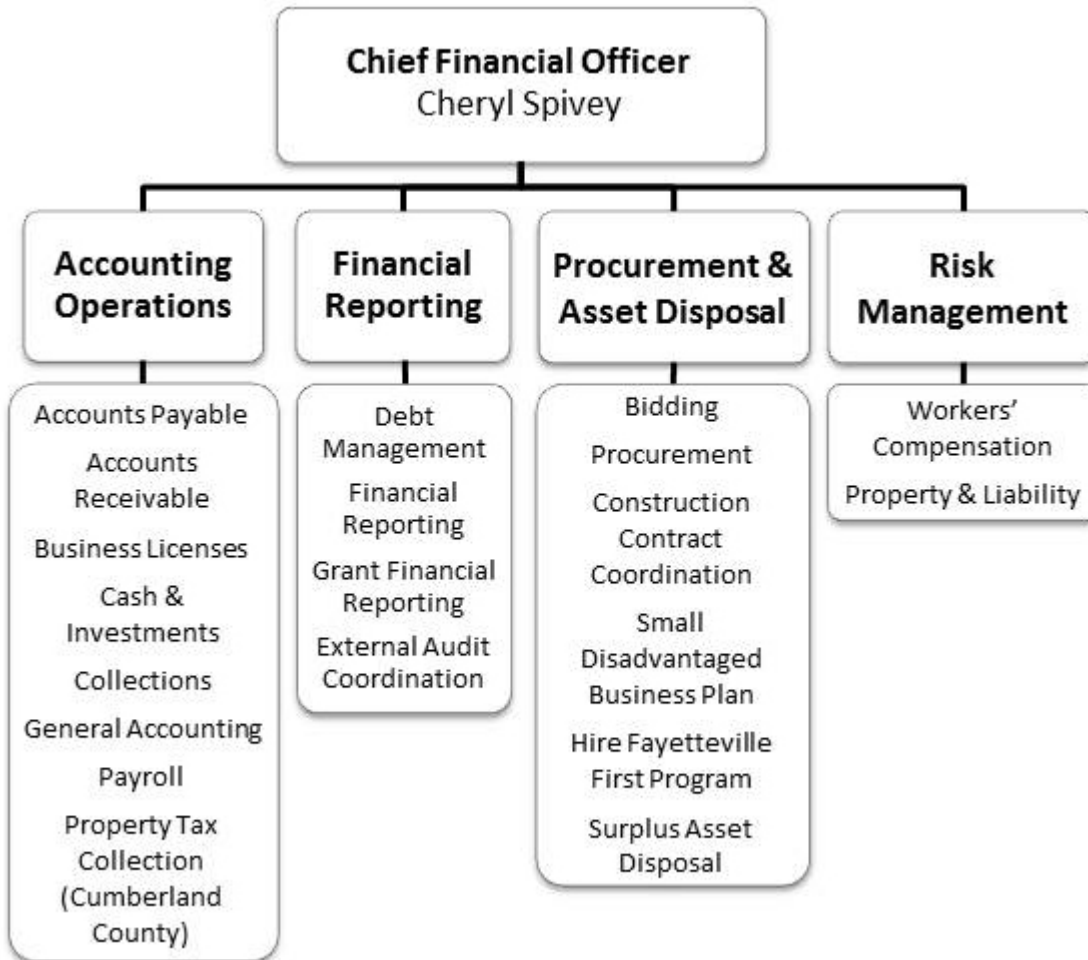 Chief Financial Officer
Cheryl Spivey
Accounting
Operations
Financial
Reporting
Procurement &
Asset Disposal
Risk
Management
Accounts Payable
Accounts
Receivable
Business Licenses
Cash &
Investments
Collections
General Accounting
Payroll
Property Tax
Collection
(Cumberland
County)
Debt
Management
Financial
Reporting
Grant Financial
Reporting
External Audit
Coordination
Bidding
Procurement
Construction
Contract
Coordination
Small
Disadvantaged
Business Plan
Hire Fayetteville
First Program
Surplus Asset
Disposal
Workers’
Compensation
Property & Liability